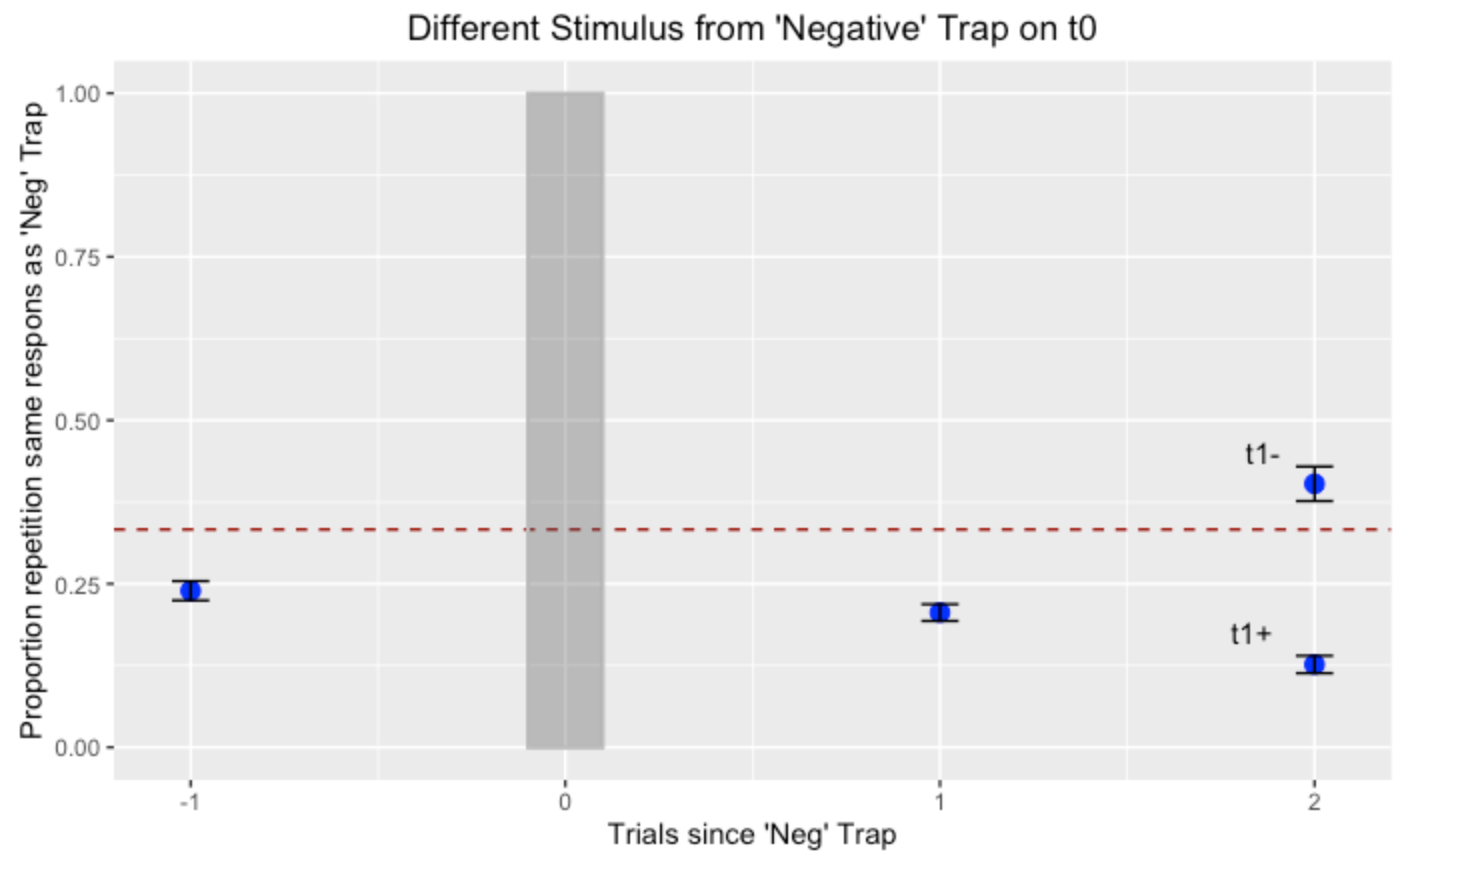 Different Stimulus from 'Negative' Trap on t0
Proportion repetition same respons as 'Neg' Trap
1.00
0.75
0.50
0.25
0.00
t1-
t1+
-1
0
1
2
Trials since 'Neg' Trap